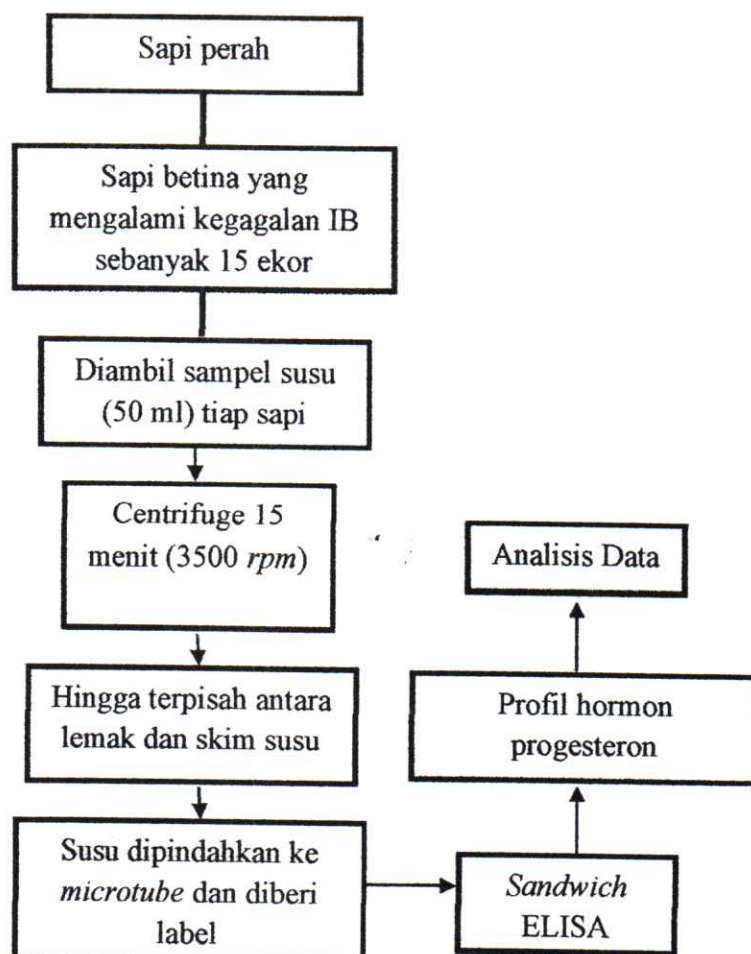 Sapi perah
Sapi betina yang
mengalami kegagalan IB
sebanyak 15 ekor
Diambil sampel susu
(50 ml) tiap sapi
Centrifuge 15
menit (3500 rpm)
Hingga terpisah antara
lemak dan skim susu
Susu dipindahkan ke
microtube dan diberi
label
Sandwich
ELISA
Profil hormon
progesteron
Analisis Data